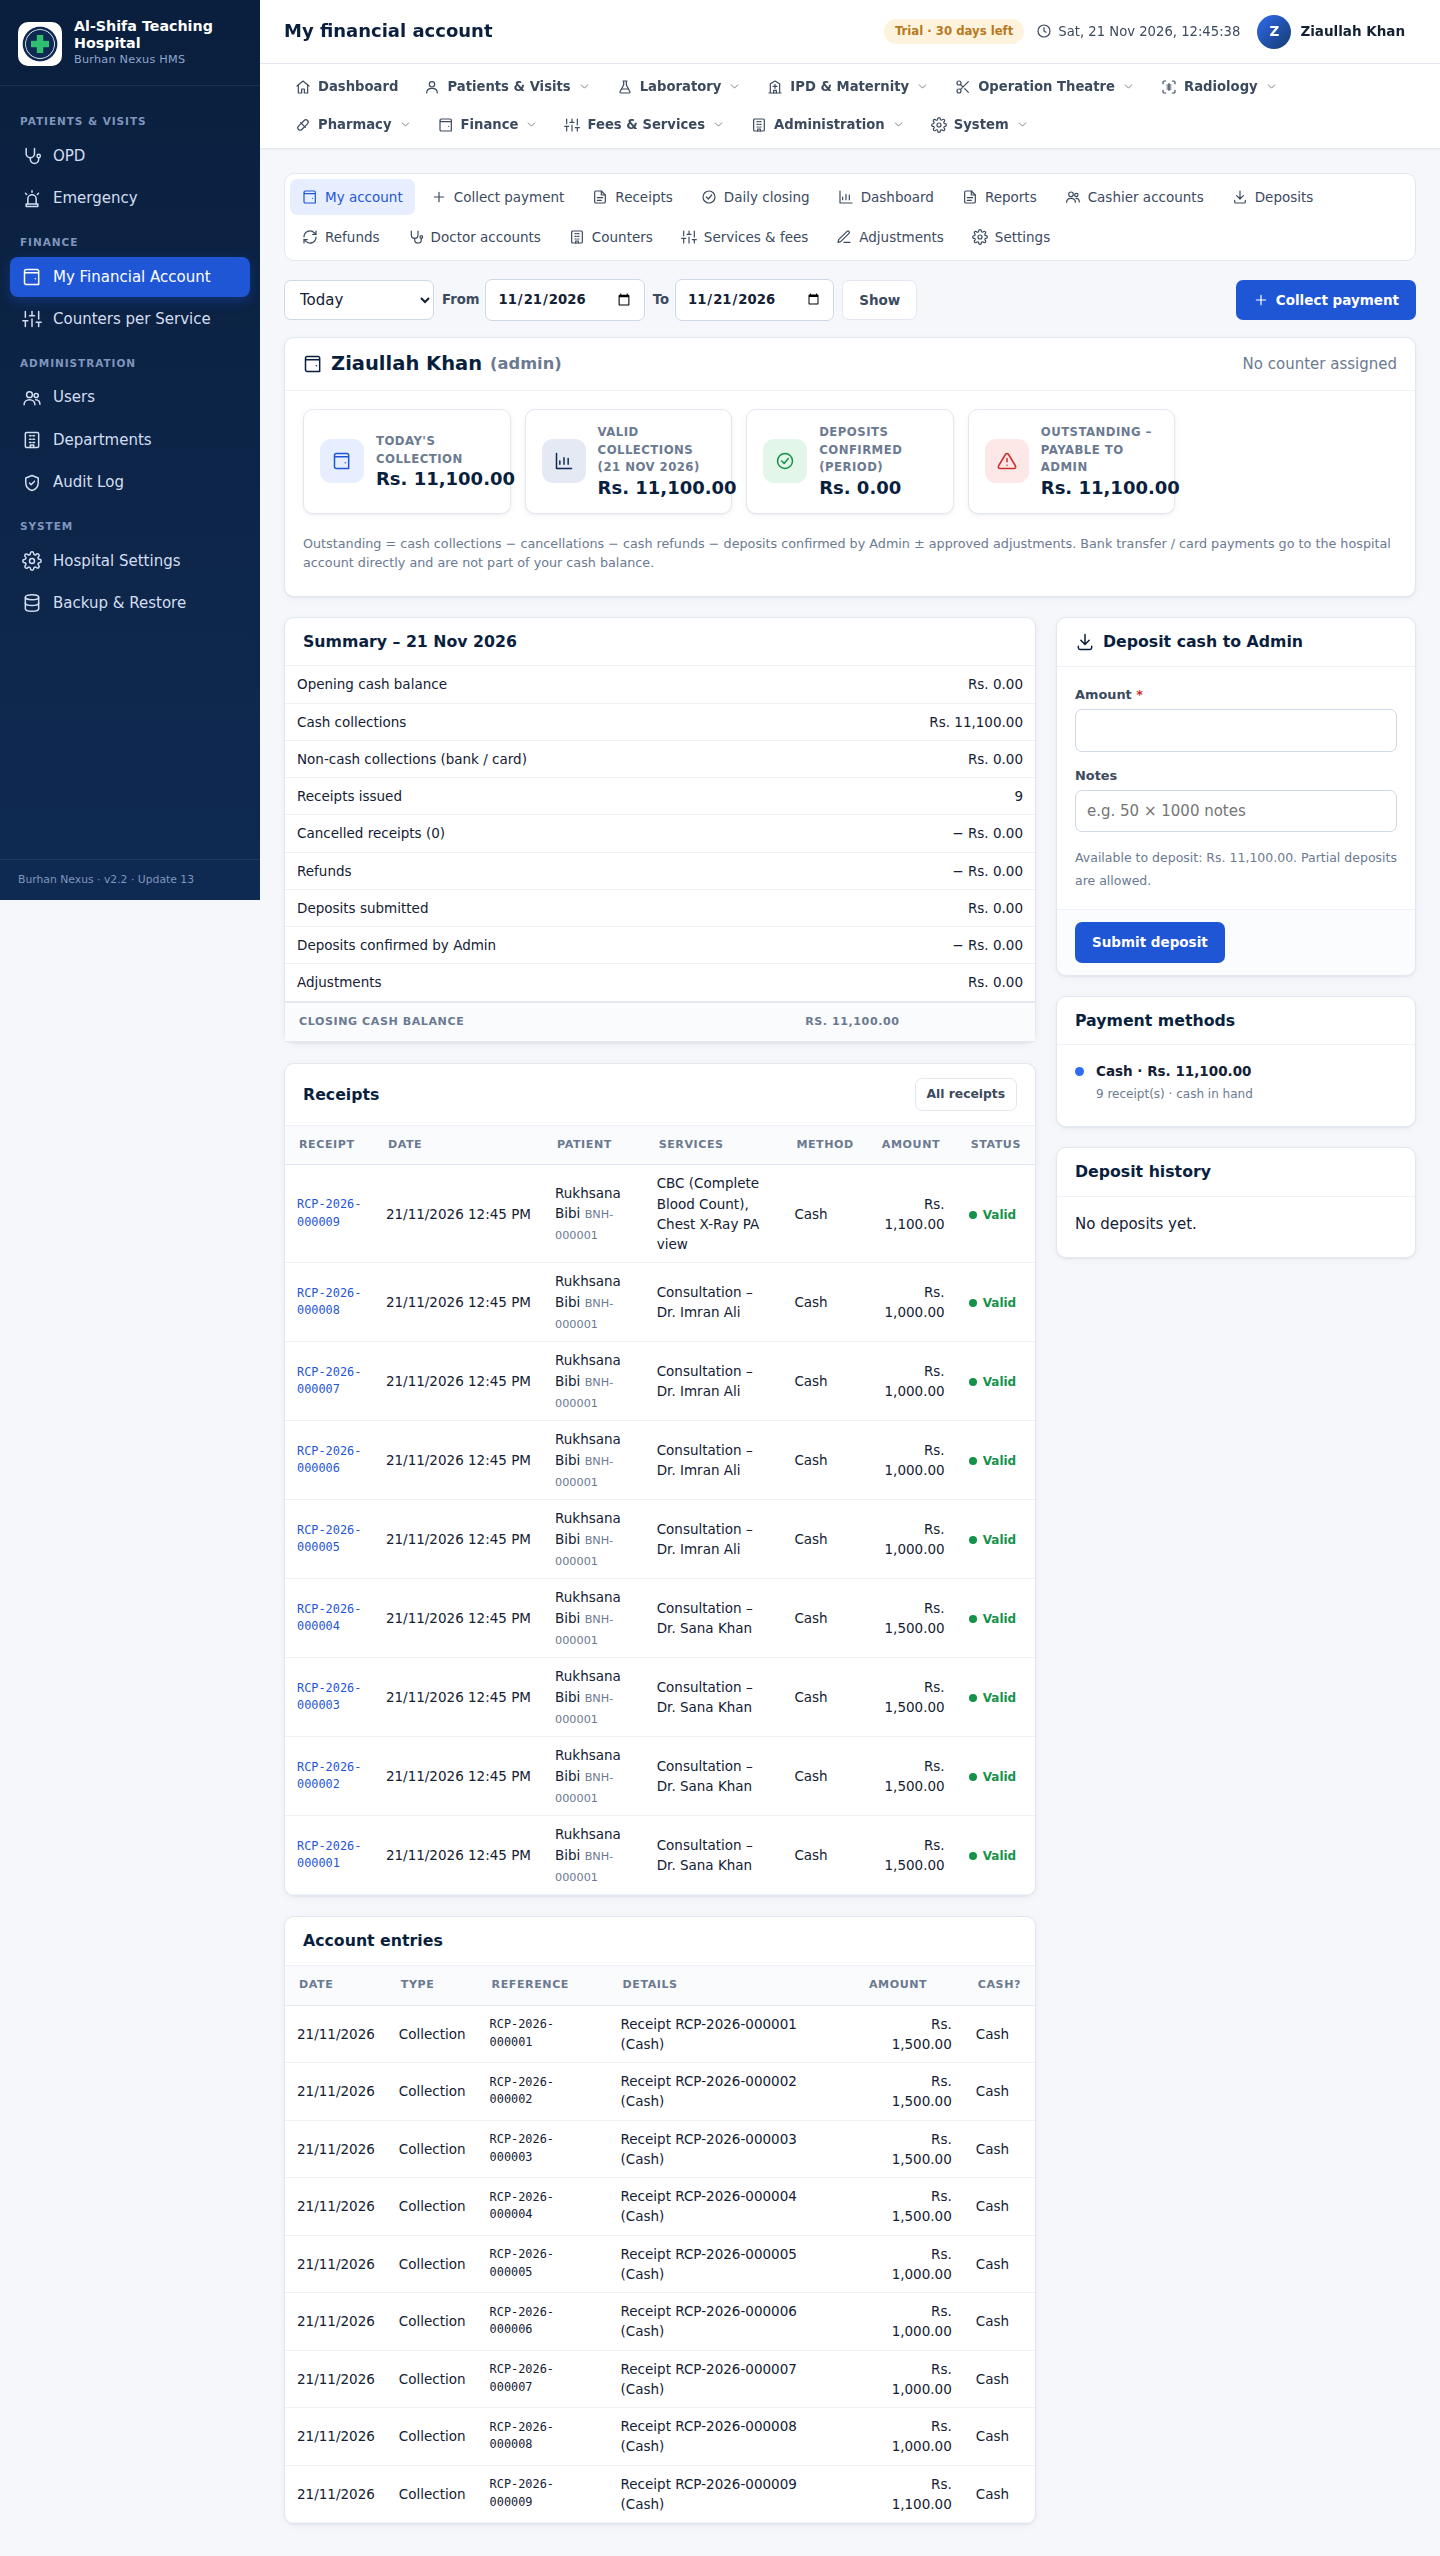 Al-Shifa Teaching
Hospital
Burhan Nexus HMS
PATIENTS & VISITS
OPD
Emergency
FINANCE
My Financial Account
Counters per Service
ADMINISTRATION
Users
Departments
Audit Log
SYSTEM
Hospital Settings
Backup & Restore
Burhan Nexus · v2.2 · Update 13
My financial account
Trial · 30 days left
Sat, 21 Nov 2026, 12:45:38
Z
Ziaullah Khan
Dashboard Patients & Visits Laboratory IPD & Maternity Operation Theatre Radiology
Pharmacy Finance Fees & Services Administration System
My account Collect payment Receipts Daily closing Dashboard Reports Cashier accounts Deposits
Refunds Doctor accounts Counters Services & fees Adjustments Settings
Today From 11/21/2026 To 11/21/2026 Show Collect payment
Ziaullah Khan (admin) No counter assigned
TODAY'S
COLLECTION
Rs. 11,100.00
VALID
COLLECTIONS
(21 NOV 2026)
Rs. 11,100.00
DEPOSITS
CONFIRMED
(PERIOD)
Rs. 0.00
OUTSTANDING –
PAYABLE TO
ADMIN
Rs. 11,100.00
Outstanding = cash collections − cancellations − cash refunds − deposits confirmed by Admin ± approved adjustments. Bank transfer / card payments go to the hospital
account directly and are not part of your cash balance.
Summary – 21 Nov 2026
Opening cash balance Rs. 0.00
Cash collections Rs. 11,100.00
Non-cash collections (bank / card) Rs. 0.00
Receipts issued 9
Cancelled receipts (0) − Rs. 0.00
Refunds − Rs. 0.00
Deposits submitted Rs. 0.00
Deposits confirmed by Admin − Rs. 0.00
Adjustments Rs. 0.00
CLOSING CASH BALANCE RS. 11,100.00
Deposit cash to Admin
Amount *
Notes
e.g. 50 × 1000 notes
Available to deposit: Rs. 11,100.00. Partial deposits
are allowed.
Submit deposit
Payment methods
Cash · Rs. 11,100.00
9 receipt(s) · cash in hand
Deposit history
No deposits yet.
Receipts All receipts
RECEIPT DATE PATIENT SERVICES METHOD AMOUNT STATUS
RCP-2026-000009 21/11/2026 12:45 PM Rukhsana Bibi BNH-000001 CBC (Complete Blood Count), Chest X-Ray PA view Cash Rs. 1,100.00 Valid
RCP-2026-000008 21/11/2026 12:45 PM Rukhsana Bibi BNH-000001 Consultation – Dr. Imran Ali Cash Rs. 1,000.00 Valid
RCP-2026-000007 21/11/2026 12:45 PM Rukhsana Bibi BNH-000001 Consultation – Dr. Imran Ali Cash Rs. 1,000.00 Valid
RCP-2026-000006 21/11/2026 12:45 PM Rukhsana Bibi BNH-000001 Consultation – Dr. Imran Ali Cash Rs. 1,000.00 Valid
RCP-2026-000005 21/11/2026 12:45 PM Rukhsana Bibi BNH-000001 Consultation – Dr. Imran Ali Cash Rs. 1,000.00 Valid
RCP-2026-000004 21/11/2026 12:45 PM Rukhsana Bibi BNH-000001 Consultation – Dr. Sana Khan Cash Rs. 1,500.00 Valid
RCP-2026-000003 21/11/2026 12:45 PM Rukhsana Bibi BNH-000001 Consultation – Dr. Sana Khan Cash Rs. 1,500.00 Valid
RCP-2026-000002 21/11/2026 12:45 PM Rukhsana Bibi BNH-000001 Consultation – Dr. Sana Khan Cash Rs. 1,500.00 Valid
RCP-2026-000001 21/11/2026 12:45 PM Rukhsana Bibi BNH-000001 Consultation – Dr. Sana Khan Cash Rs. 1,500.00 Valid
Account entries
DATE TYPE REFERENCE DETAILS AMOUNT CASH?
21/11/2026 Collection RCP-2026-000001 Receipt RCP-2026-000001 (Cash) Rs. 1,500.00 Cash
21/11/2026 Collection RCP-2026-000002 Receipt RCP-2026-000002 (Cash) Rs. 1,500.00 Cash
21/11/2026 Collection RCP-2026-000003 Receipt RCP-2026-000003 (Cash) Rs. 1,500.00 Cash
21/11/2026 Collection RCP-2026-000004 Receipt RCP-2026-000004 (Cash) Rs. 1,500.00 Cash
21/11/2026 Collection RCP-2026-000005 Receipt RCP-2026-000005 (Cash) Rs. 1,000.00 Cash
21/11/2026 Collection RCP-2026-000006 Receipt RCP-2026-000006 (Cash) Rs. 1,000.00 Cash
21/11/2026 Collection RCP-2026-000007 Receipt RCP-2026-000007 (Cash) Rs. 1,000.00 Cash
21/11/2026 Collection RCP-2026-000008 Receipt RCP-2026-000008 (Cash) Rs. 1,000.00 Cash
21/11/2026 Collection RCP-2026-000009 Receipt RCP-2026-000009 (Cash) Rs. 1,100.00 Cash